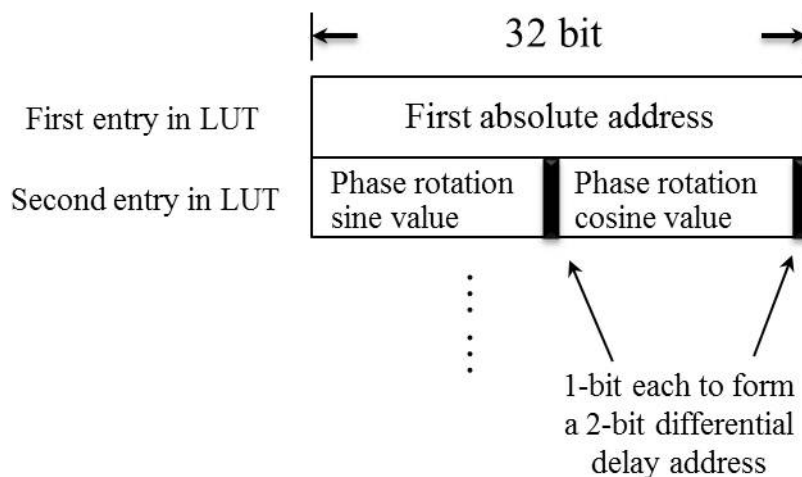 32 bit
First entry in LUT
First absolute address
Second entry in LUT
Phase rotation
sine value
Phase rotation
cosine value
1-bit each to form
a 2-bit differential
delay address